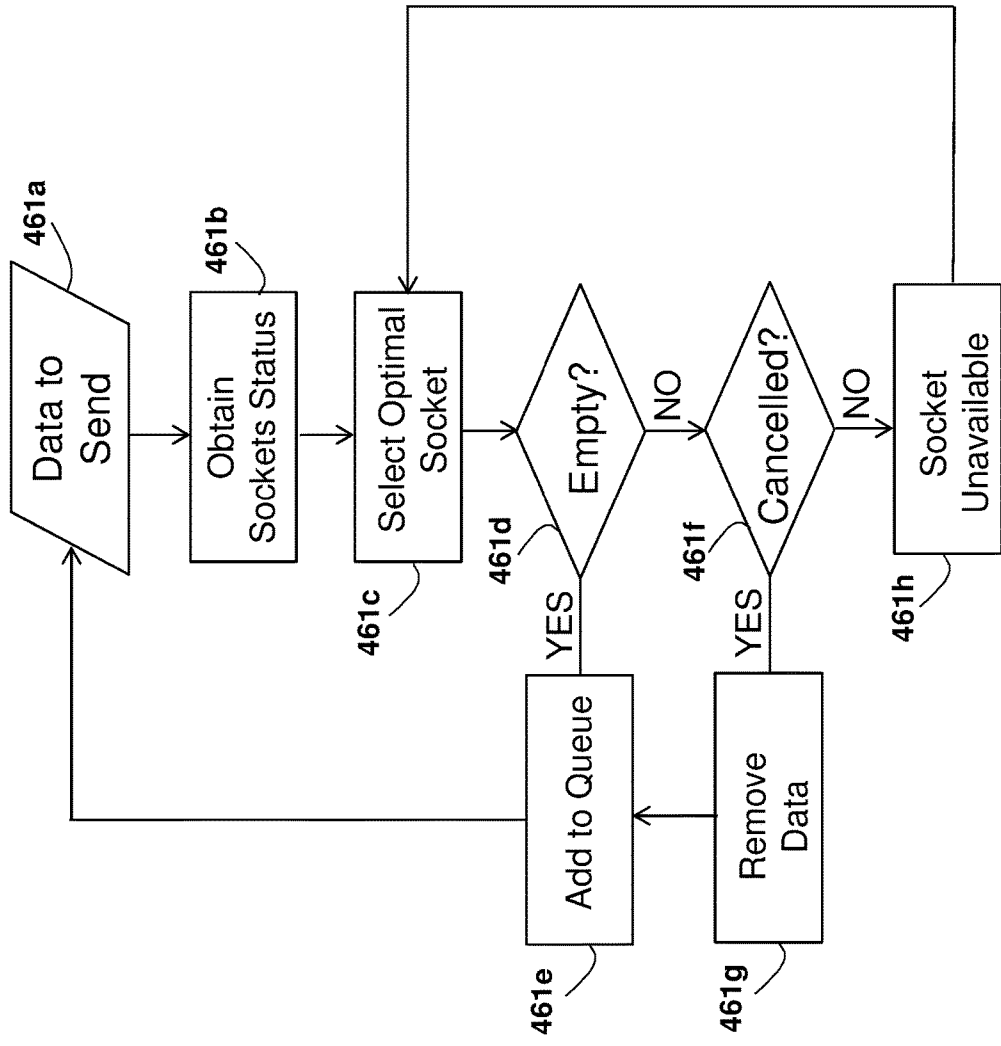 Data to
Send
461a
Obtain
Sockets Status
461b
Select Optimal
Socket
461c
Empty?
461d
YES
NO
Add to Queue
461e
Cancelled?
461f
YES
NO
Remove
Data
461g
Socket
Unavailable
461h